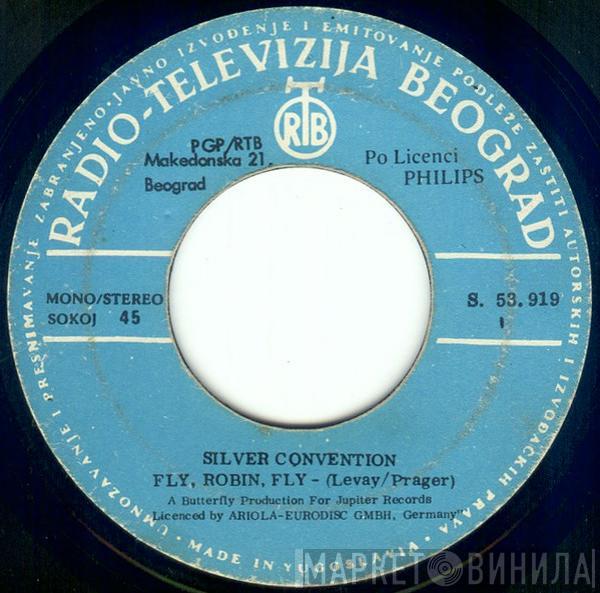 UMNOŽAVANJE I PRESNIMAVANJE ZABRANJENO • JAVNO IZVOĐENJE I EMITOVANJE PODLEŽE ZAŠTITI AUTORSKIH I IZVOĐAČKIH PRAVA •
RADIO-TELEVIZIJA BEOGRAD
RTB
PGP/RTB
Makedonska 21.
Beograd
Po Licenci
PHILIPS
MONO/STEREO
SOKOJ 45
S. 53.919
1
SILVER CONVENTION
FLY, ROBIN, FLY - (Levay/Prager)
A Butterfly Production For Jupiter Records
Licenced by ARIOLA-EURODISC GMBH, Germany"
MADE IN YUGOSLAVIA
МАРКЕТ ВИНИЛА